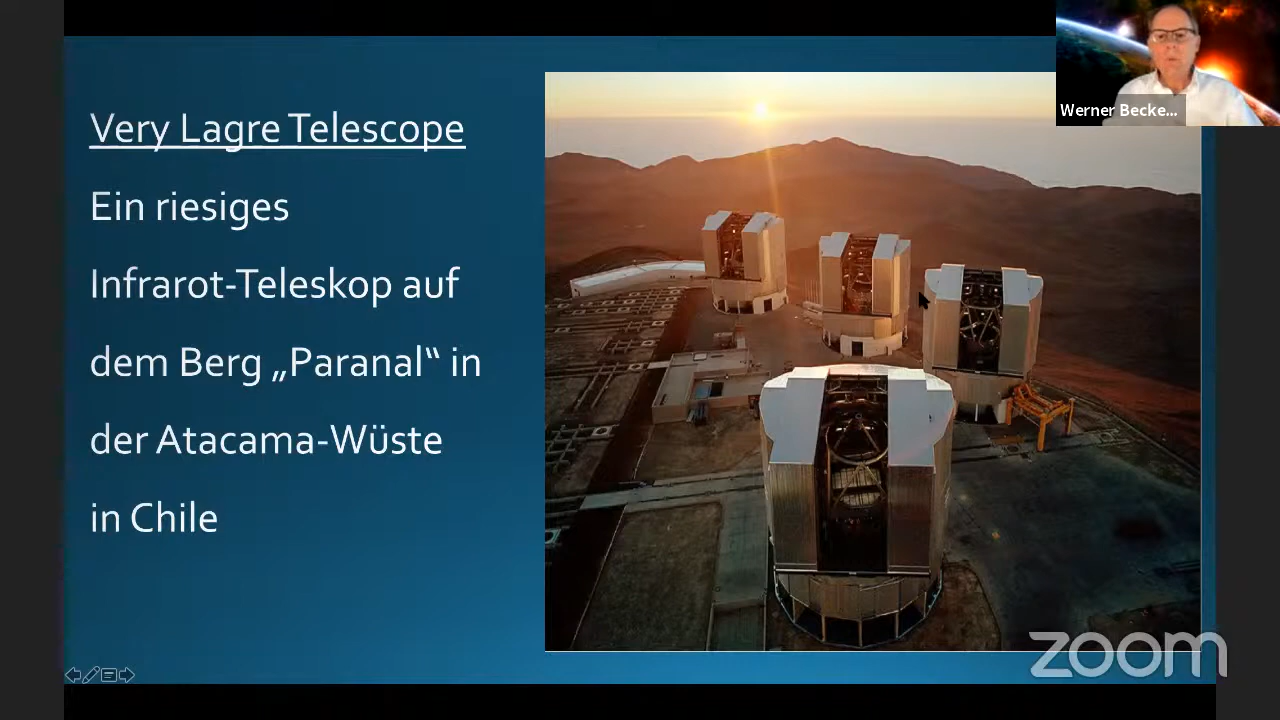 Very Lagre Telescope
Ein riesiges
Infrarot-Teleskop auf
dem Berg „Paranal“ in
der Atacama-Wüste
in Chile
Werner Becke...
zoom